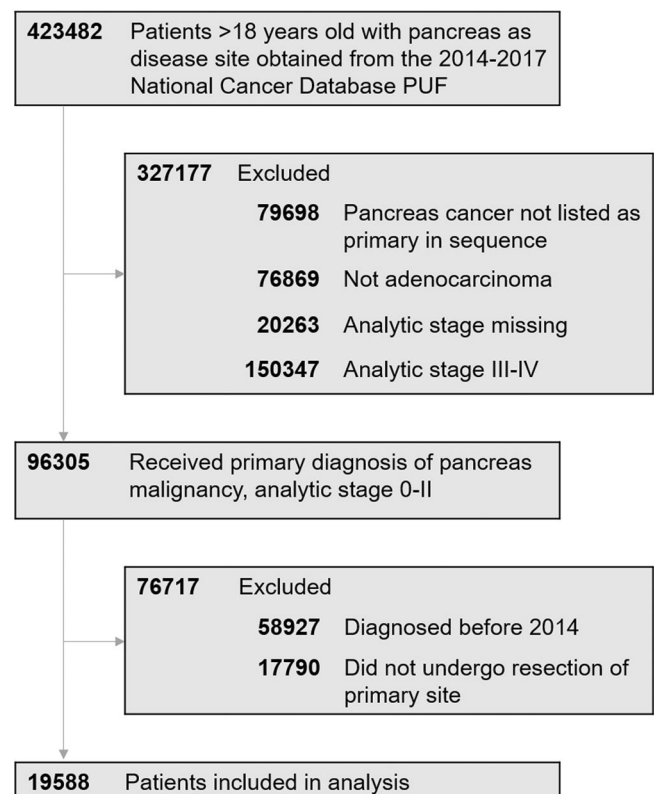 423482 Patients >18 years old with pancreas as
disease site obtained from the 2014-2017
National Cancer Database PUF
327177 Excluded
79698 Pancreas cancer not listed as
primary in sequence
76869 Not adenocarcinoma
20263 Analytic stage missing
150347 Analytic stage III-IV
96305 Received primary diagnosis of pancreas
malignancy, analytic stage 0-II
76717 Excluded
58927 Diagnosed before 2014
17790 Did not undergo resection of
primary site
19588 Patients included in analysis